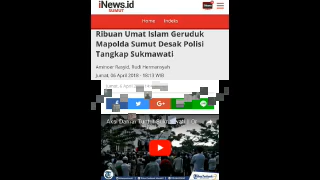 iNews.id
SUMUT
Home
Indeks
Ribuan Umat Islam Geruduk
Mapolda Sumut Desak Polisi
Tangkap Sukmawati
Aminoer Rasyid, Rudi Hermansyah
Jumat, 06 April 2018 - 18:13 WIB